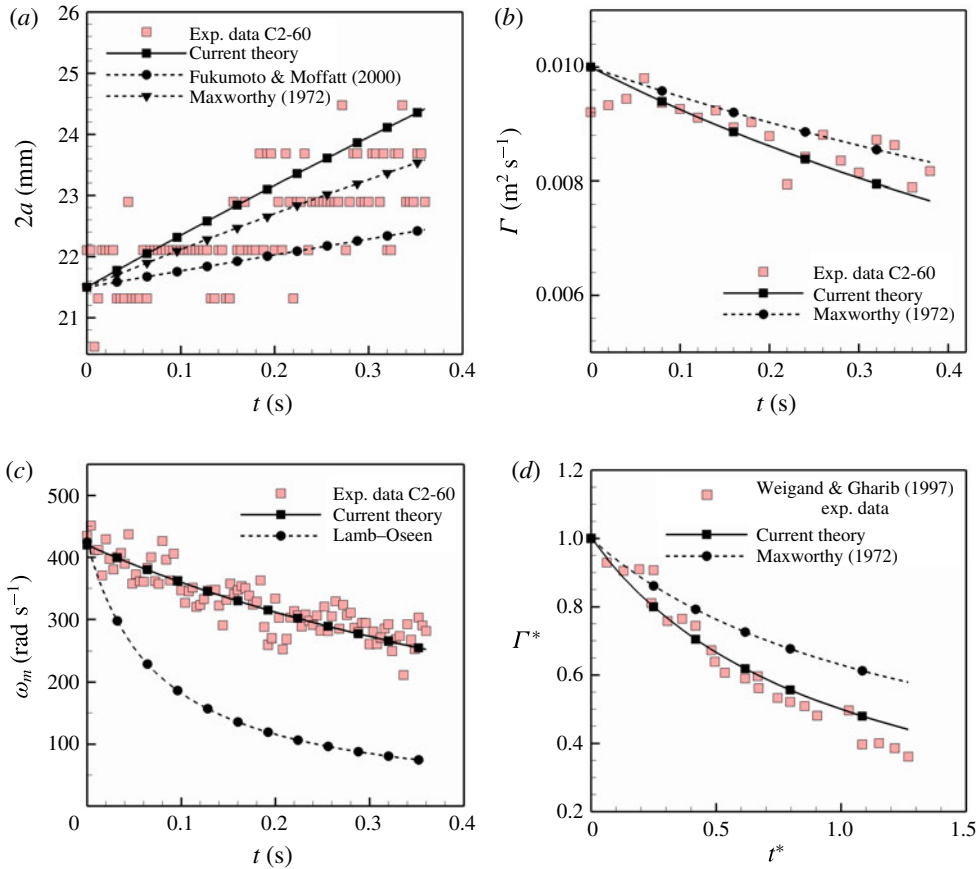 (a)
26
25
24
23
22
21
2a (mm)
Exp. data C2-60
Current theory
Fukumoto & Moffatt (2000)
Maxworthy (1972)
0
0.1
0.2
0.3
0.4
t (s)
(b)
0.010
0.008
0.006
Γ (m² s⁻¹)
Exp. data C2-60
Current theory
Maxworthy (1972)
0
0.1
0.2
0.3
0.4
t (s)
(c)
500
400
300
200
100
0
ωₘ (rad s⁻¹)
Exp. data C2-60
Current theory
Lamb–Oseen
0.1
0.2
0.3
0.4
t (s)
(d)
1.2
1.0
0.8
0.6
0.4
0.2
Γ*
Weigand & Gharib (1997)
exp. data
Current theory
Maxworthy (1972)
0
0.5
1.0
1.5
t*